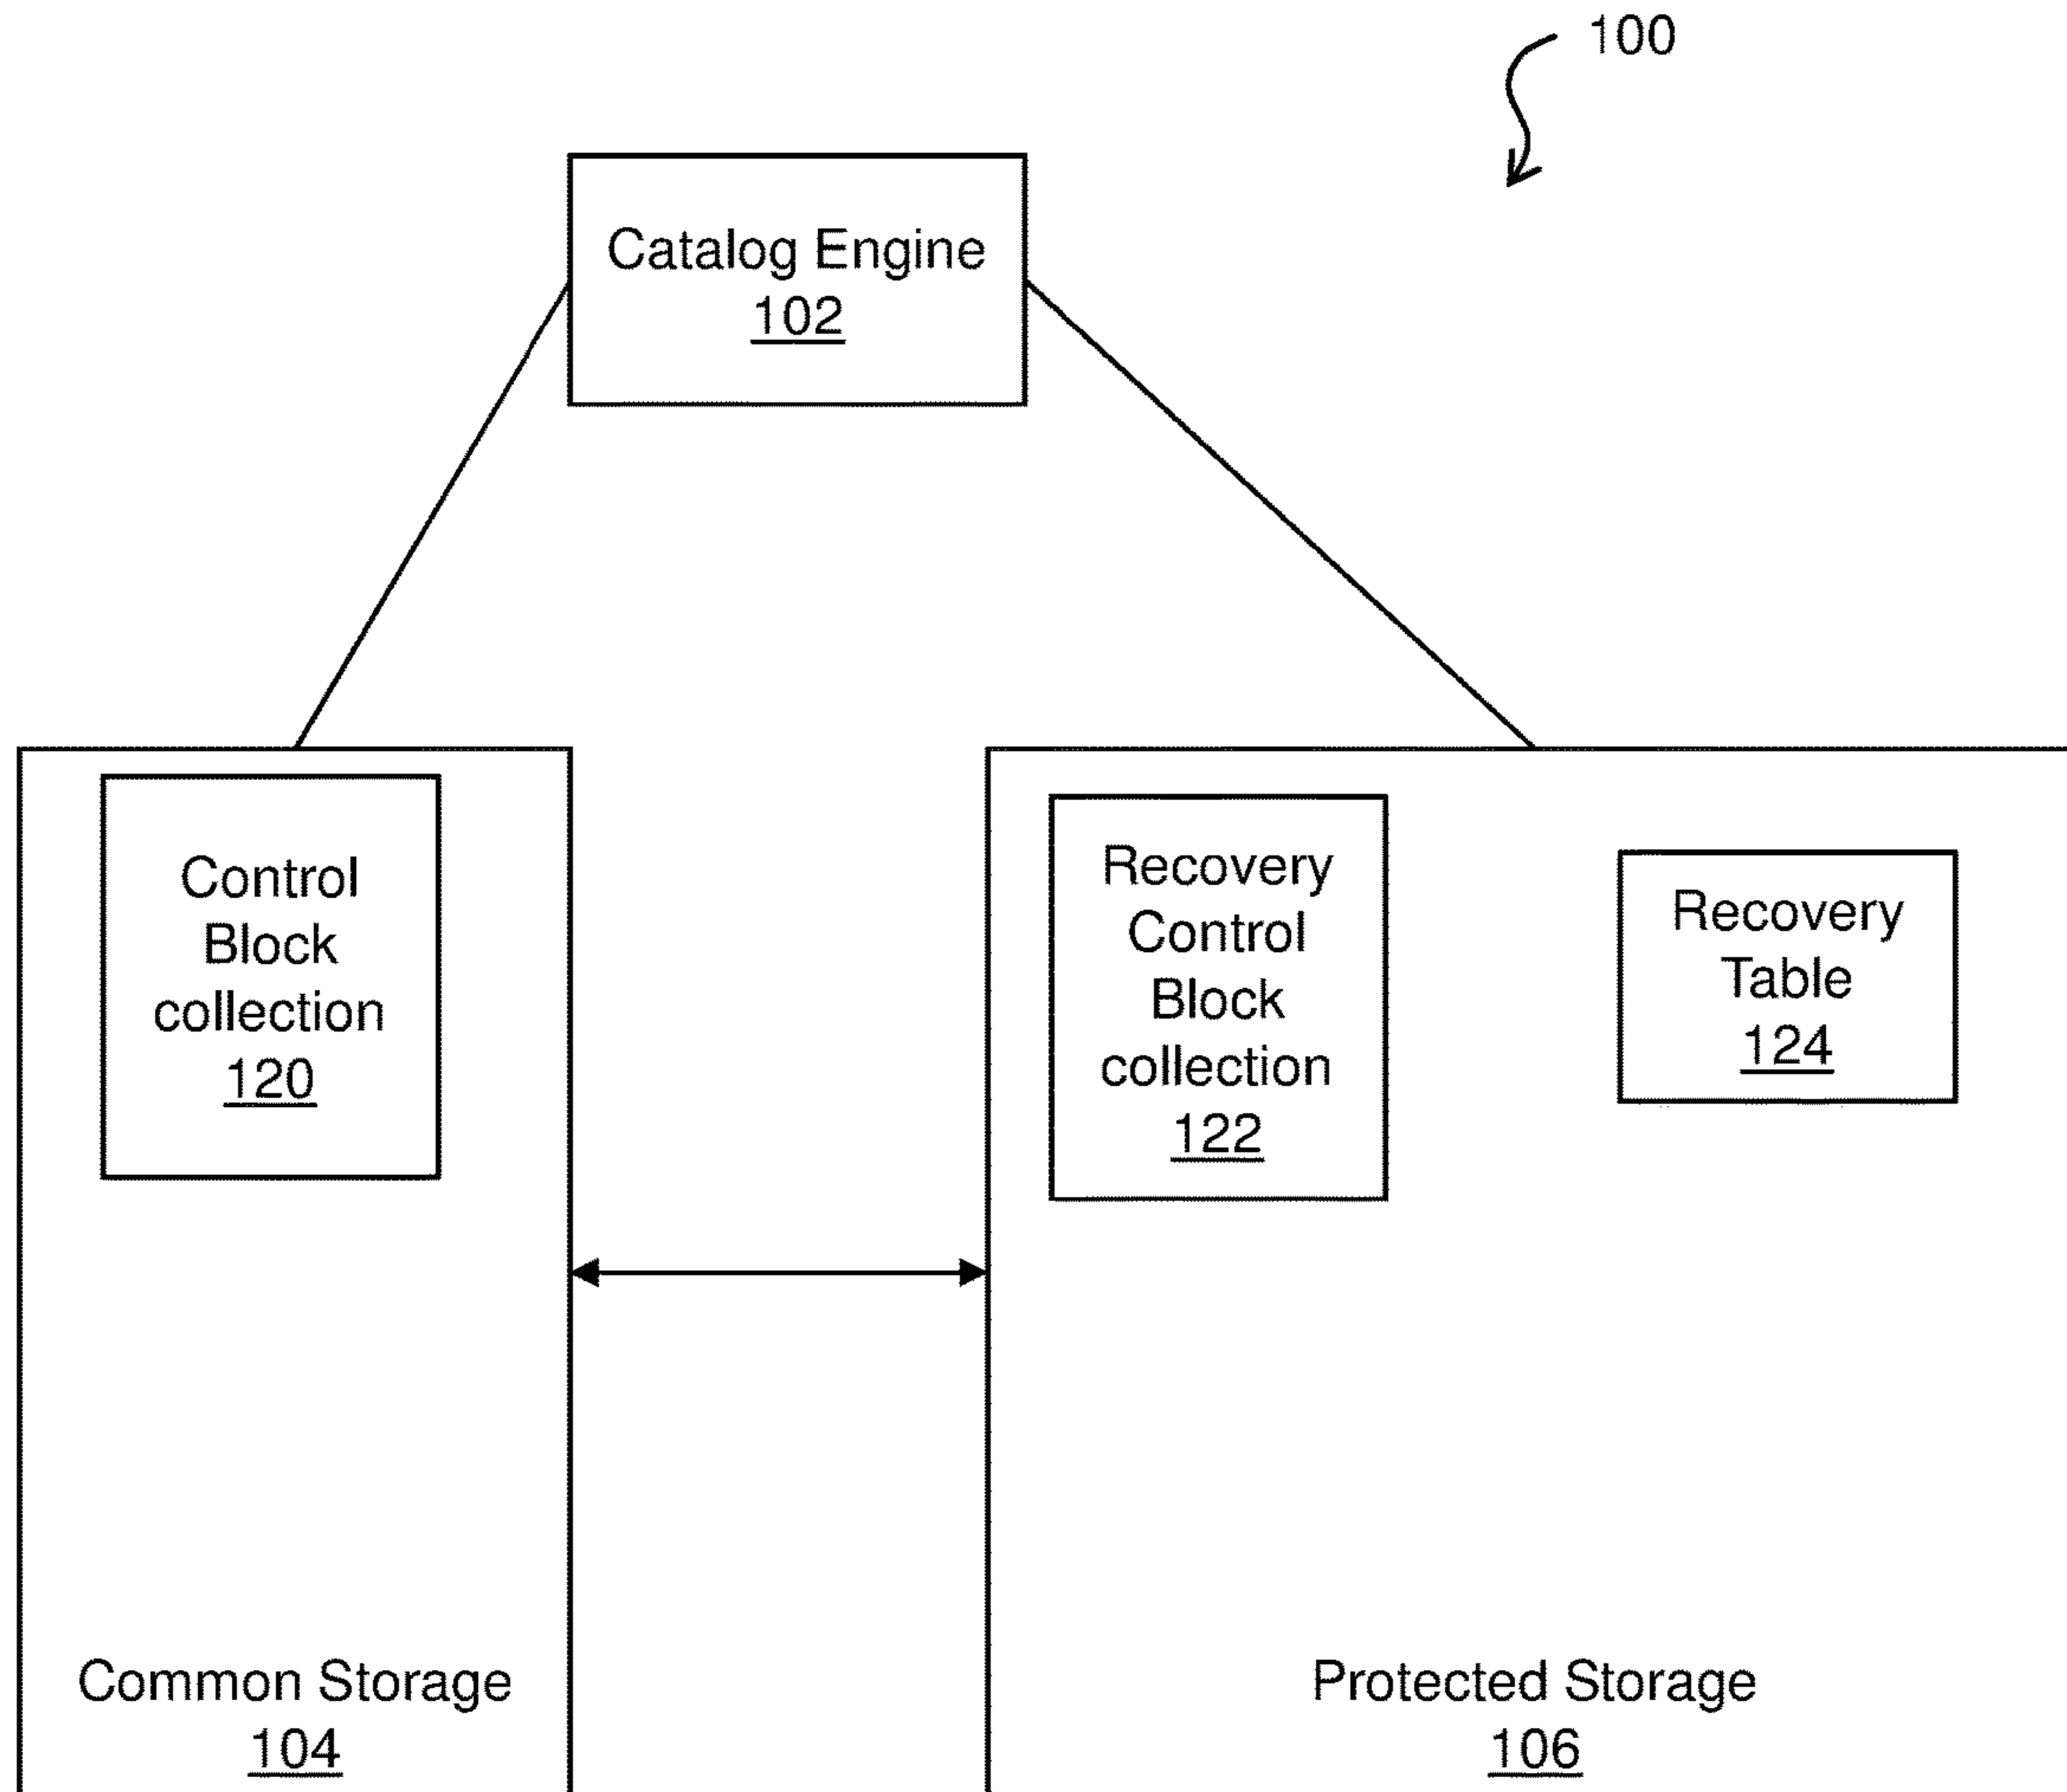 100
Catalog Engine
102
Control
Block
collection
120
Recovery
Control
Block
collection
122
Recovery
Table
124
Common Storage
104
Protected Storage
106